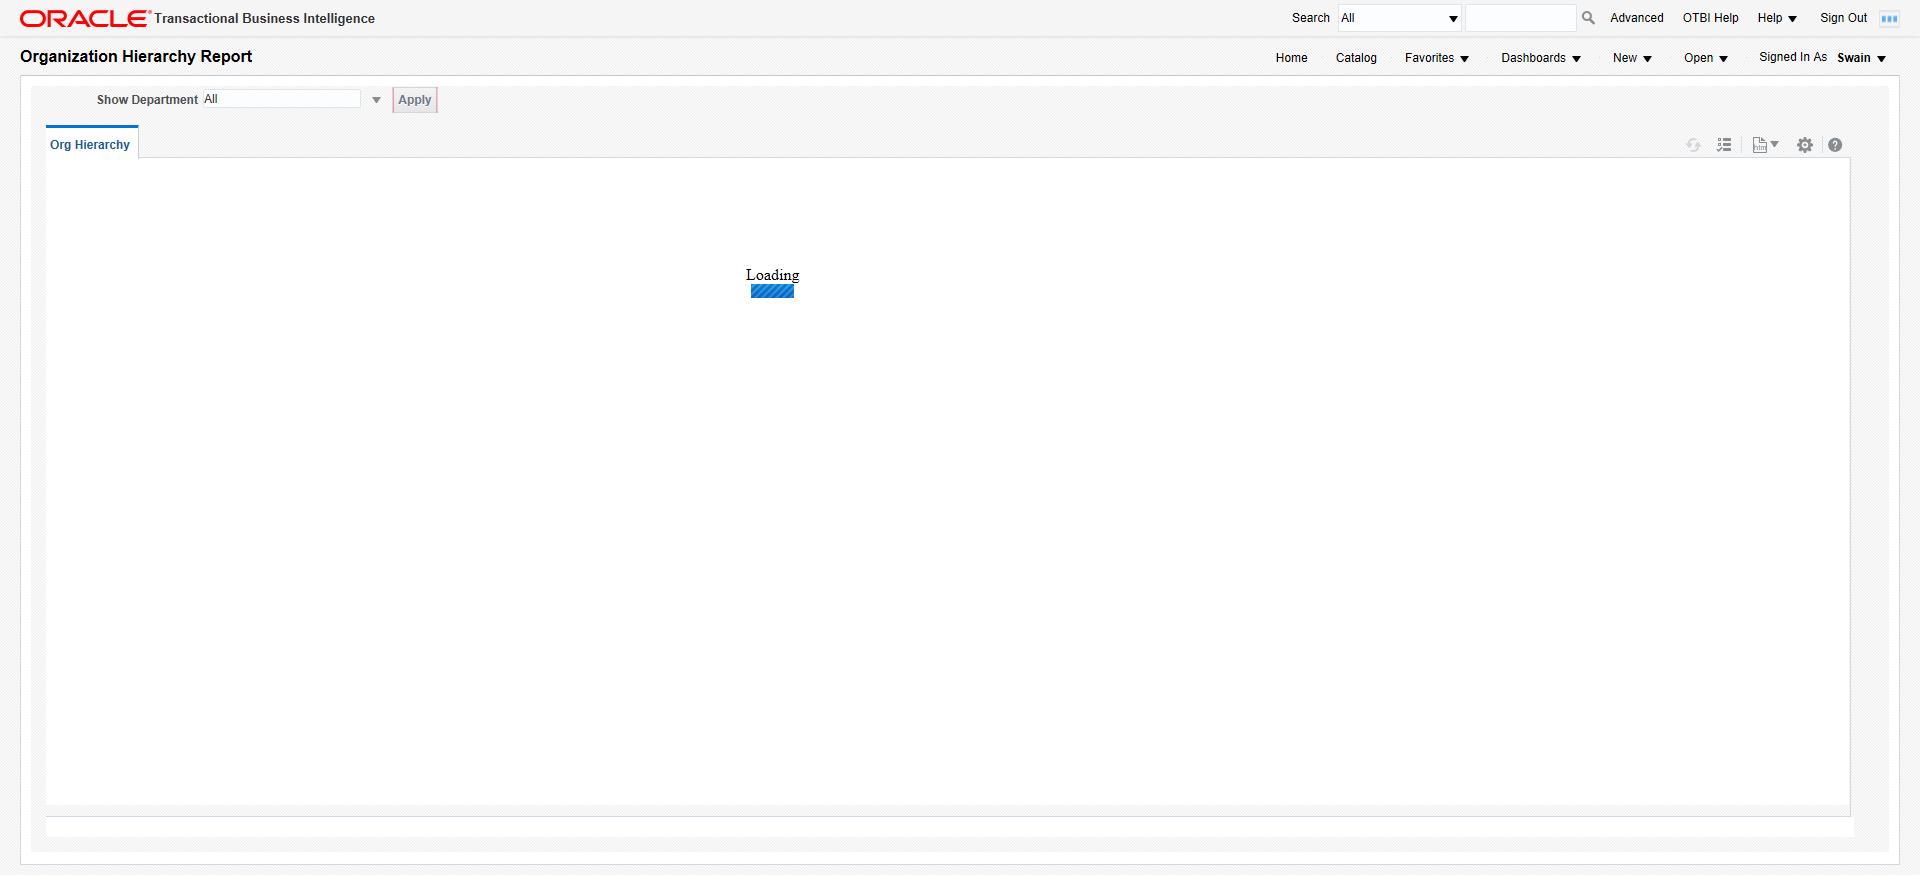 ORACLE Transactional Business Intelligence Search All Advanced OTBI Help Help Sign Out
Organization Hierarchy Report Home Catalog Favorites Dashboards New Open Signed In As Swain
Show Department All Apply
Org Hierarchy
Loading